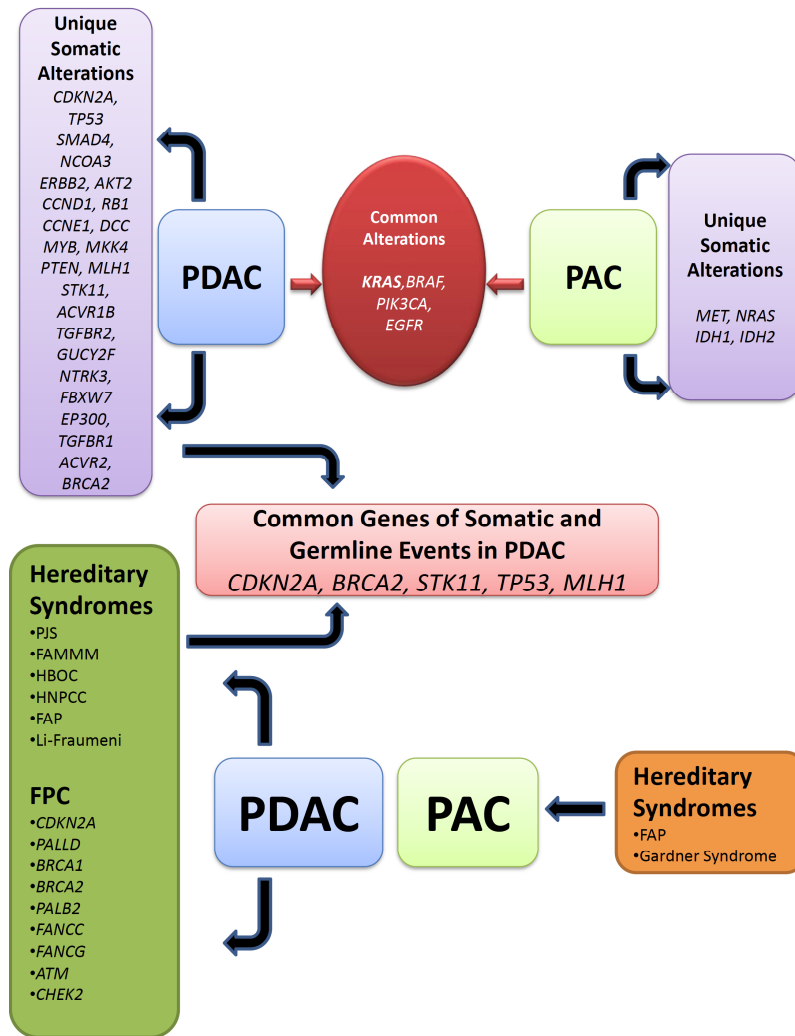 Unique
Somatic
Alterations
CDKN2A,
TP53
SMAD4,
NCOA3
ERBB2, AKT2
CCND1, RB1
CCNE1, DCC
MYB, MKK4
PTEN, MLH1
STK11,
ACVR1B
TGFBR2,
GUCY2F
NTRK3,
FBXW7
EP300,
TGFBR1
ACVR2,
BRCA2
PDAC
Common
Alterations
KRAS,BRAF,
PIK3CA,
EGFR
PAC
Unique
Somatic
Alterations
MET, NRAS
IDH1, IDH2
Common Genes of Somatic and
Germline Events in PDAC
CDKN2A, BRCA2, STK11, TP53, MLH1
Hereditary
Syndromes
•PJS
•FAMMM
•HBOC
•HNPCC
•FAP
•Li-Fraumeni
FPC
•CDKN2A
•PALLD
•BRCA1
•BRCA2
•PALB2
•FANCC
•FANCG
•ATM
•CHEK2
PDAC
PAC
Hereditary
Syndromes
•FAP
•Gardner Syndrome